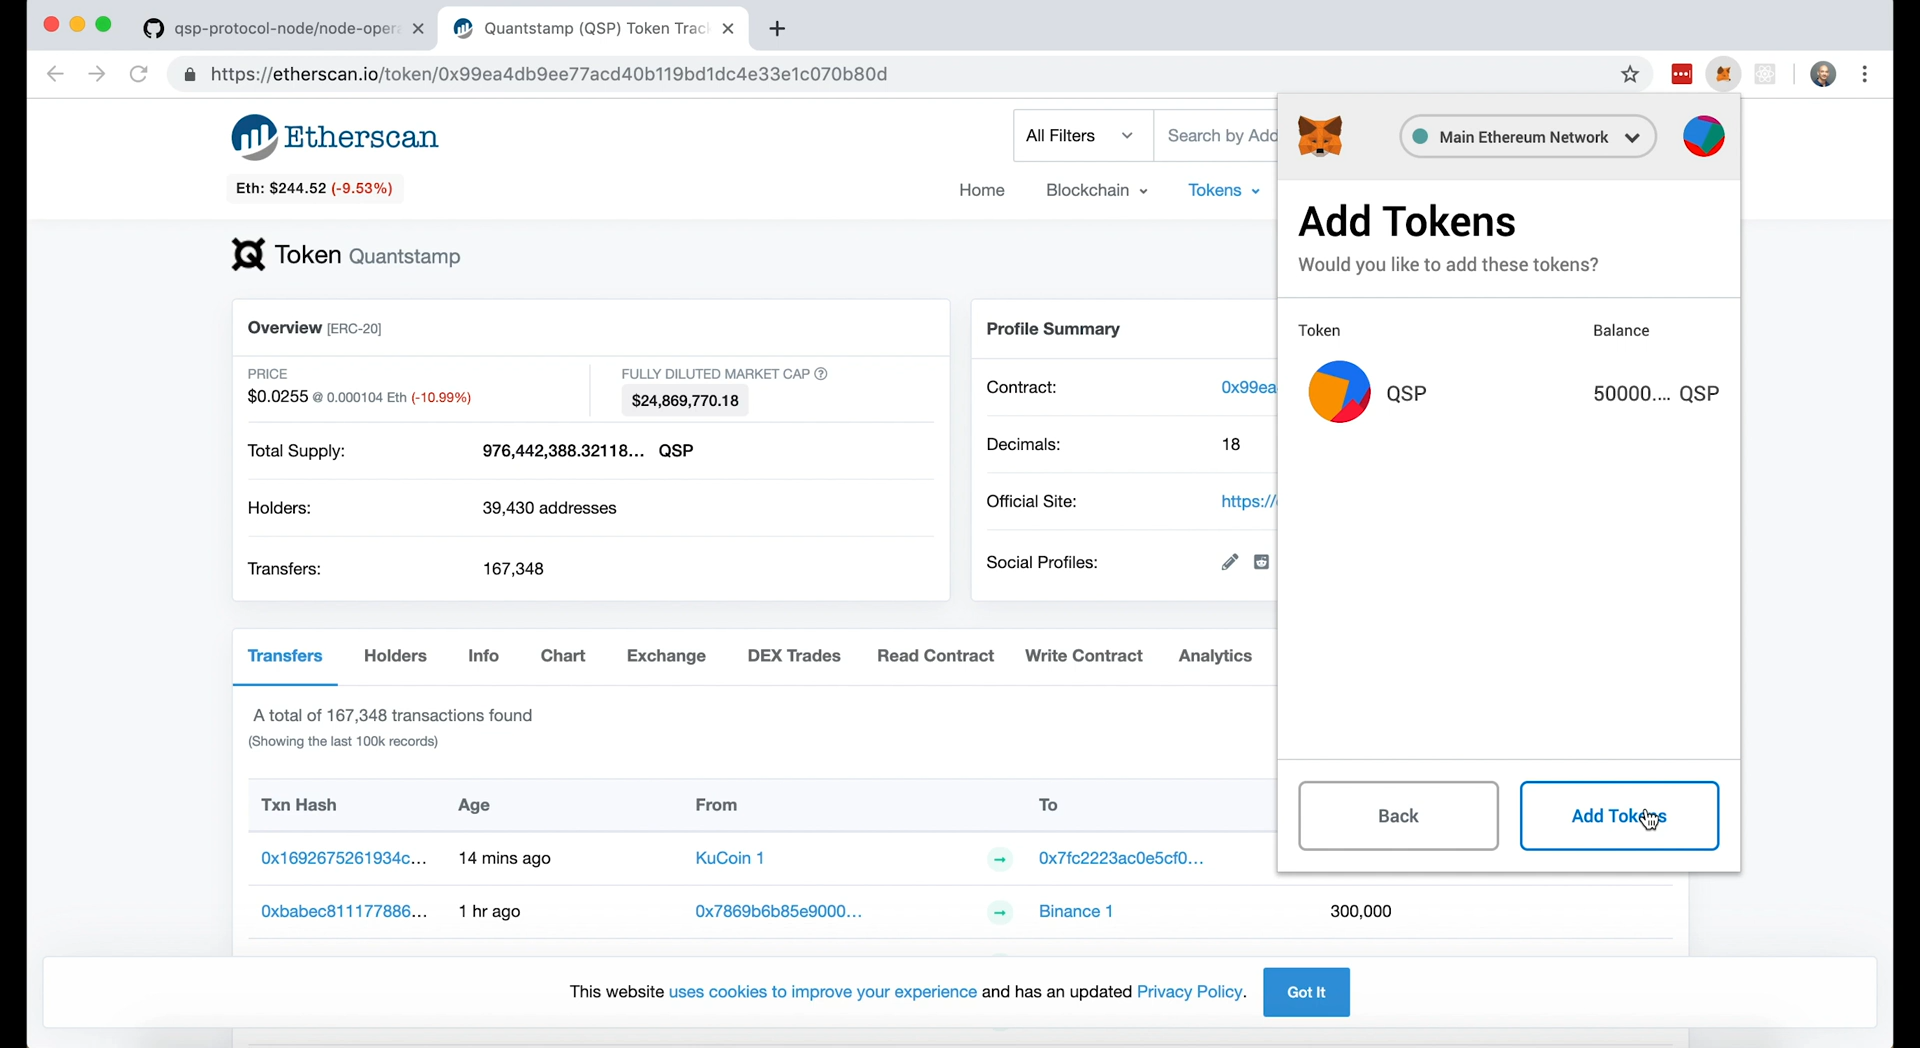 qsp-protocol-node/node-oper
Quantstamp (QSP) Token Trac
https://etherscan.io/token/0x99ea4db9ee77acd40b119bd1dc4e33e1c070b80d
Etherscan
All Filters
Search by Add
Eth: $244.52 (-9.53%)
Home
Blockchain
Tokens
Token Quantstamp
Overview [ERC-20]
PRICE
$0.0255 @ 0.000104 Eth (-10.99%)
FULLY DILUTED MARKET CAP
$24,869,770.18
Total Supply: 976,442,388.32118... QSP
Holders: 39,430 addresses
Transfers: 167,348
Profile Summary
Contract: 0x99ea
Decimals: 18
Official Site: https://
Social Profiles:
Main Ethereum Network
Add Tokens
Would you like to add these tokens?
Token Balance
QSP 50000.... QSP
Back
Add Tokens
Transfers Holders Info Chart Exchange DEX Trades Read Contract Write Contract Analytics
A total of 167,348 transactions found
(Showing the last 100k records)
Txn Hash Age From To
0x1692675261934c... 14 mins ago KuCoin 1 0x7fc2223ac0e5cf0...
0xbabec811177886... 1 hr ago 0x7869b6b85e9000... Binance 1 300,000
This website uses cookies to improve your experience and has an updated Privacy Policy.
Got It